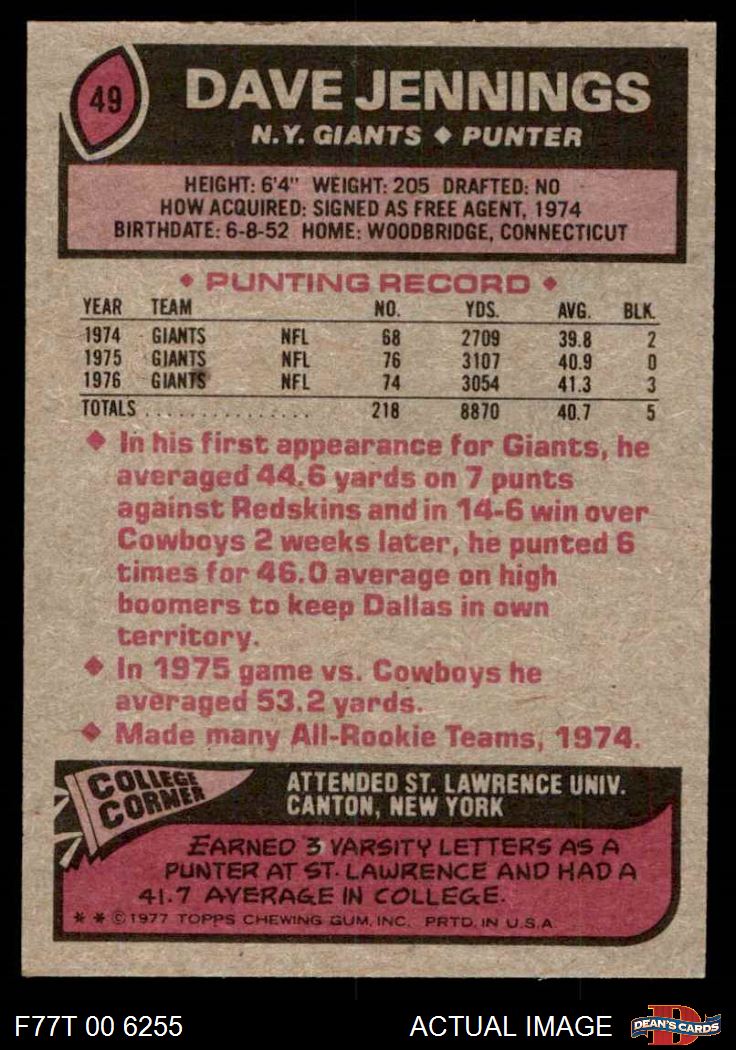 49
DAVE JENNINGS
N.Y. GIANTS ♦ PUNTER
HEIGHT: 6'4" WEIGHT: 205 DRAFTED: NO
HOW ACQUIRED: SIGNED AS FREE AGENT, 1974
BIRTHDATE: 6-8-52 HOME: WOODBRIDGE, CONNECTICUT
♦ PUNTING RECORD ♦
YEAR TEAM NO. YDS. AVG. BLK.
1974 GIANTS NFL 68 2709 39.8 2
1975 GIANTS NFL 76 3107 40.9 0
1976 GIANTS NFL 74 3054 41.3 3
TOTALS ................ 218 8870 40.7 5
♦ In his first appearance for Giants, he
averaged 44.6 yards on 7 punts
against Redskins and in 14-6 win over
Cowboys 2 weeks later, he punted 6
times for 46.0 average on high
boomers to keep Dallas in own
territory.
♦ In 1975 game vs. Cowboys he
averaged 53.2 yards.
♦ Made many All-Rookie Teams, 1974.
COLLEGE
CORNER
ATTENDED ST. LAWRENCE UNIV.
CANTON, NEW YORK
EARNED 3 VARSITY LETTERS AS A
PUNTER AT ST. LAWRENCE AND HAD A
41.7 AVERAGE IN COLLEGE.
* * © 1977 TOPPS CHEWING GUM, INC. PRTD. IN U.S.A.
F77T 00 6255
ACTUAL IMAGE
DEAN'S CARDS